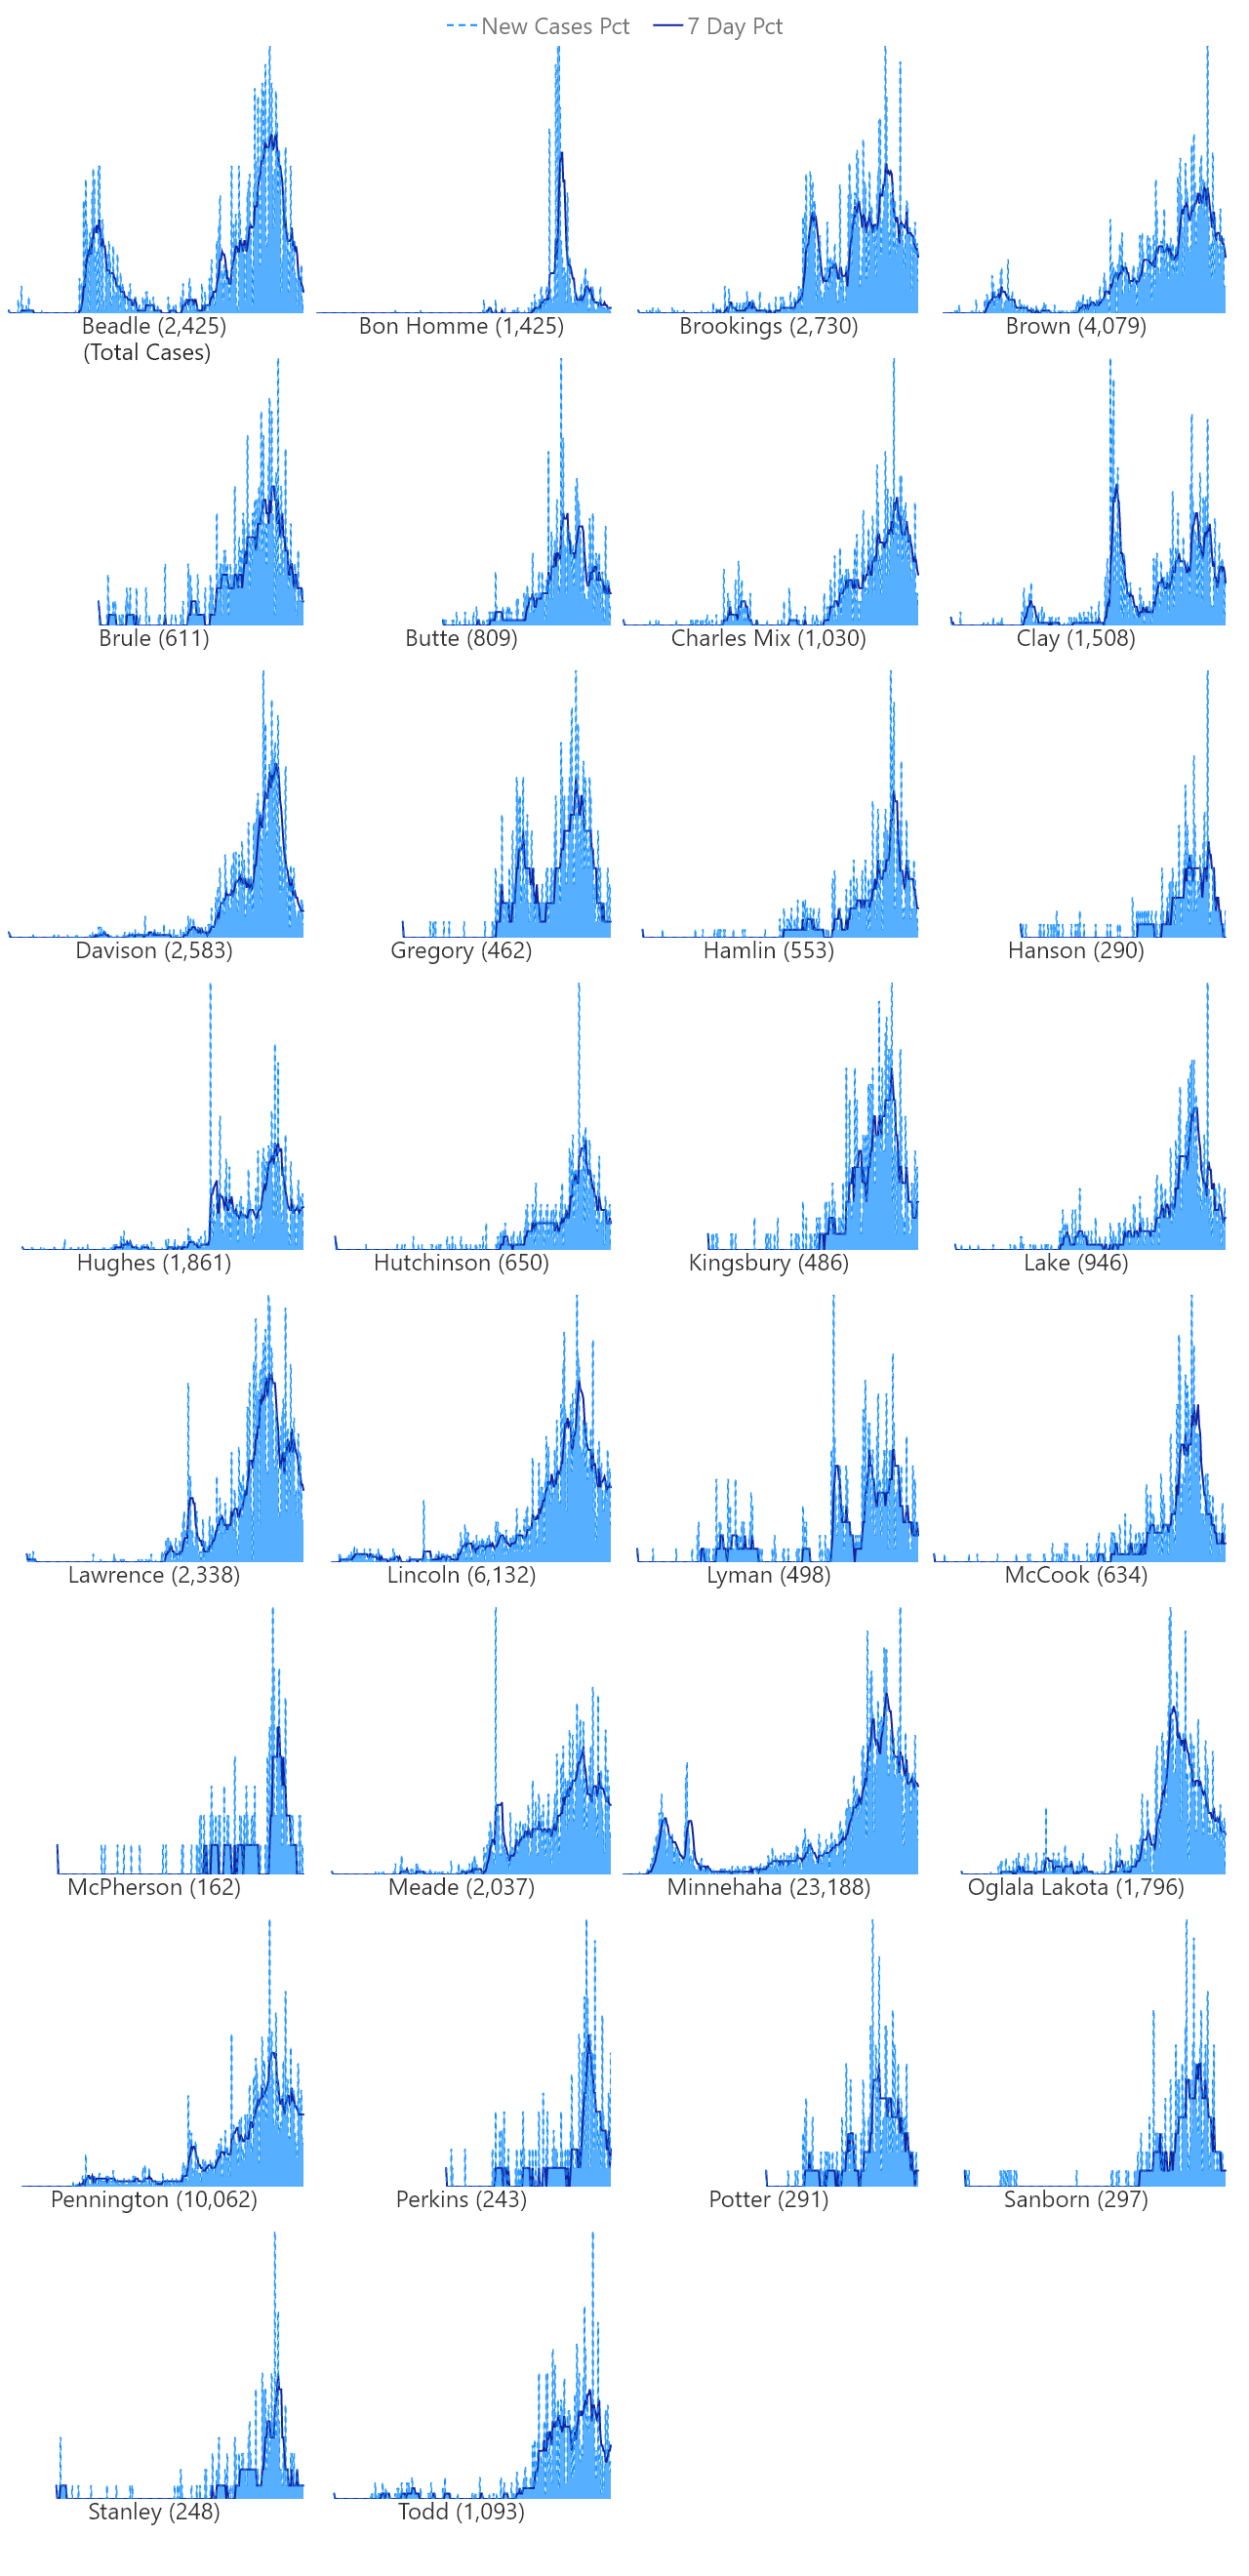 New Cases Pct 7 Day Pct
Beadle (2,425) Bon Homme (1,425) Brookings (2,730) Brown (4,079)
(Total Cases)
Brule (611) Butte (809) Charles Mix (1,030) Clay (1,508)
Davison (2,583) Gregory (462) Hamlin (553) Hanson (290)
Hughes (1,861) Hutchinson (650) Kingsbury (486) Lake (946)
Lawrence (2,338) Lincoln (6,132) Lyman (498) McCook (634)
McPherson (162) Meade (2,037) Minnehaha (23,188) Oglala Lakota (1,796)
Pennington (10,062) Perkins (243) Potter (291) Sanborn (297)
Stanley (248) Todd (1,093)